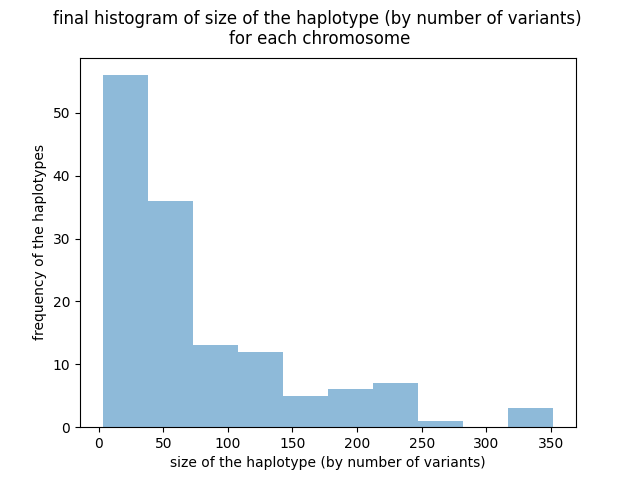 final histogram of size of the haplotype (by number of variants)
for each chromosome
frequency of the haplotypes
50
40
30
20
10
0
0 50 100 150 200 250 300 350
size of the haplotype (by number of variants)